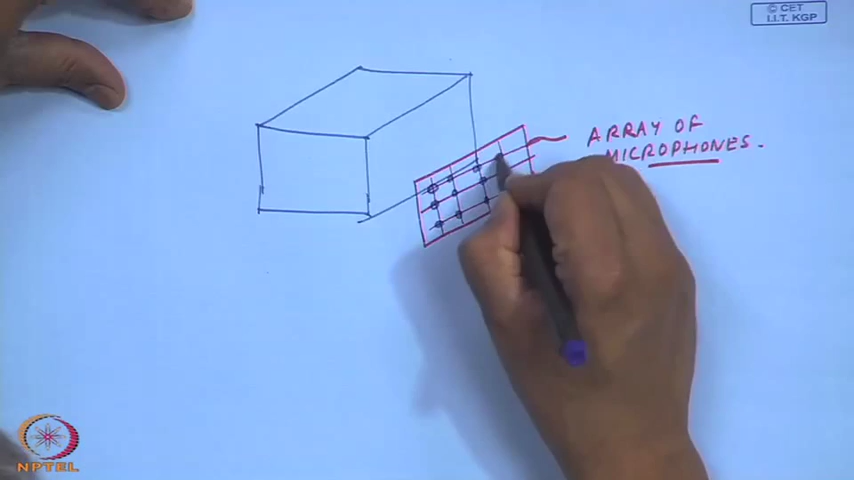 © CET
I.I.T. KGP
ARRAY OF
MICROPHONES.
NPTEL